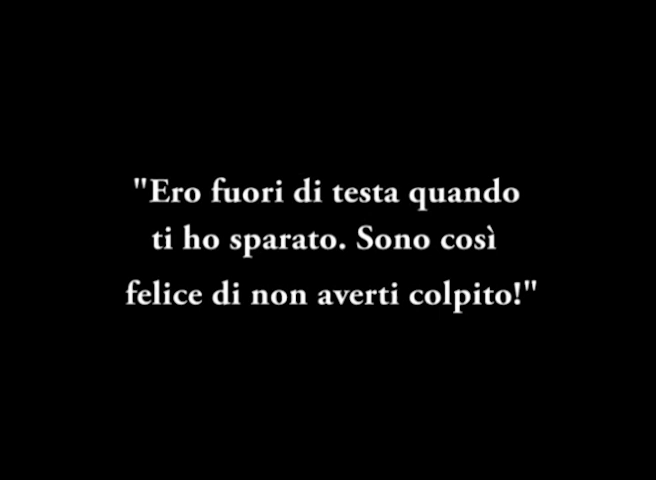 "Ero fuori di testa quando
ti ho sparato. Sono così
felice di non averti colpito!"